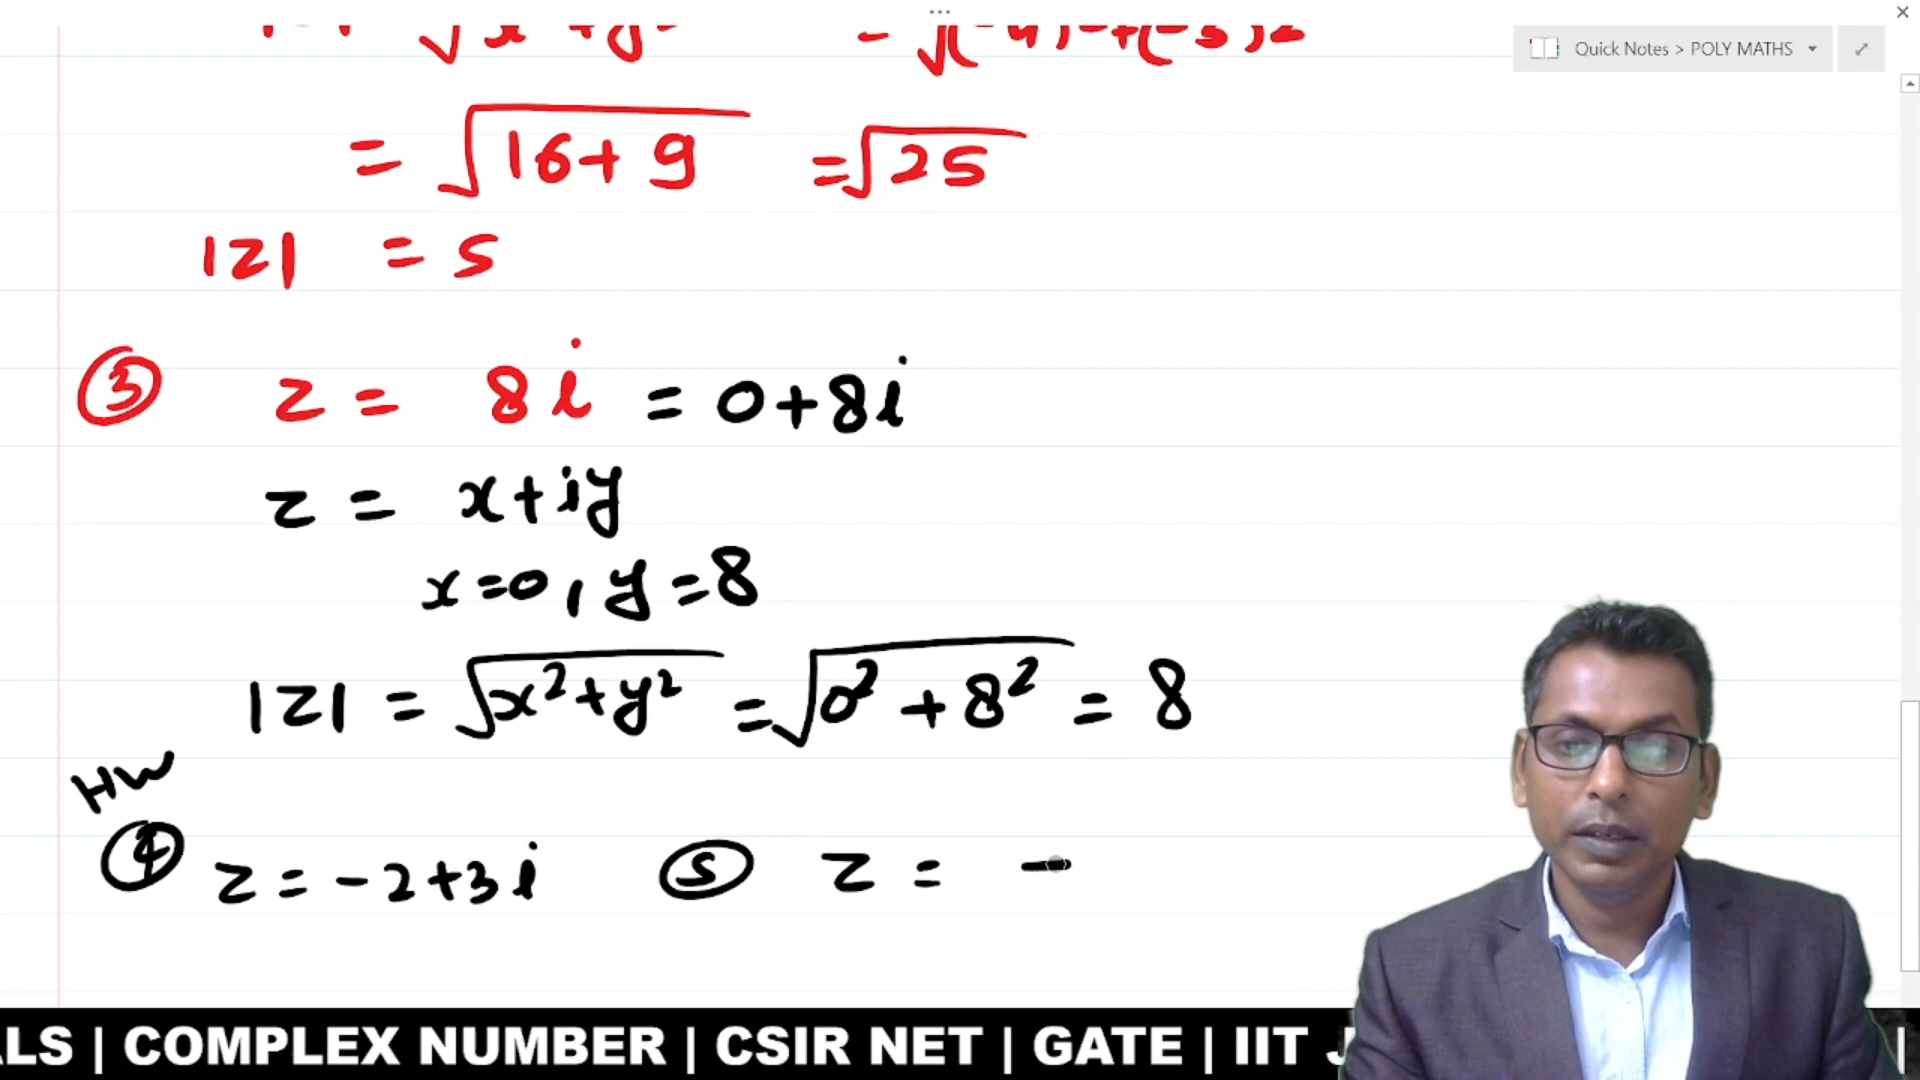 Quick Notes > POLY MATHS
= √16+9 = √25
|z| = 5
③ z = 8i = 0+8i
z = x+iy
x=0, y=8
|z| = √x²+y² = √0²+8² = 8
HW
④ z = -2+3i ⑤ z = -
LS | COMPLEX NUMBER | CSIR NET | GATE | IIT